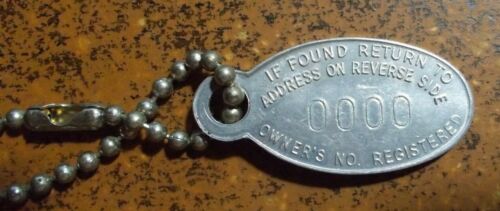 IF FOUND RETURN TO
ADDRESS ON REVERSE SIDE
0000
OWNER'S NO. REGISTERED